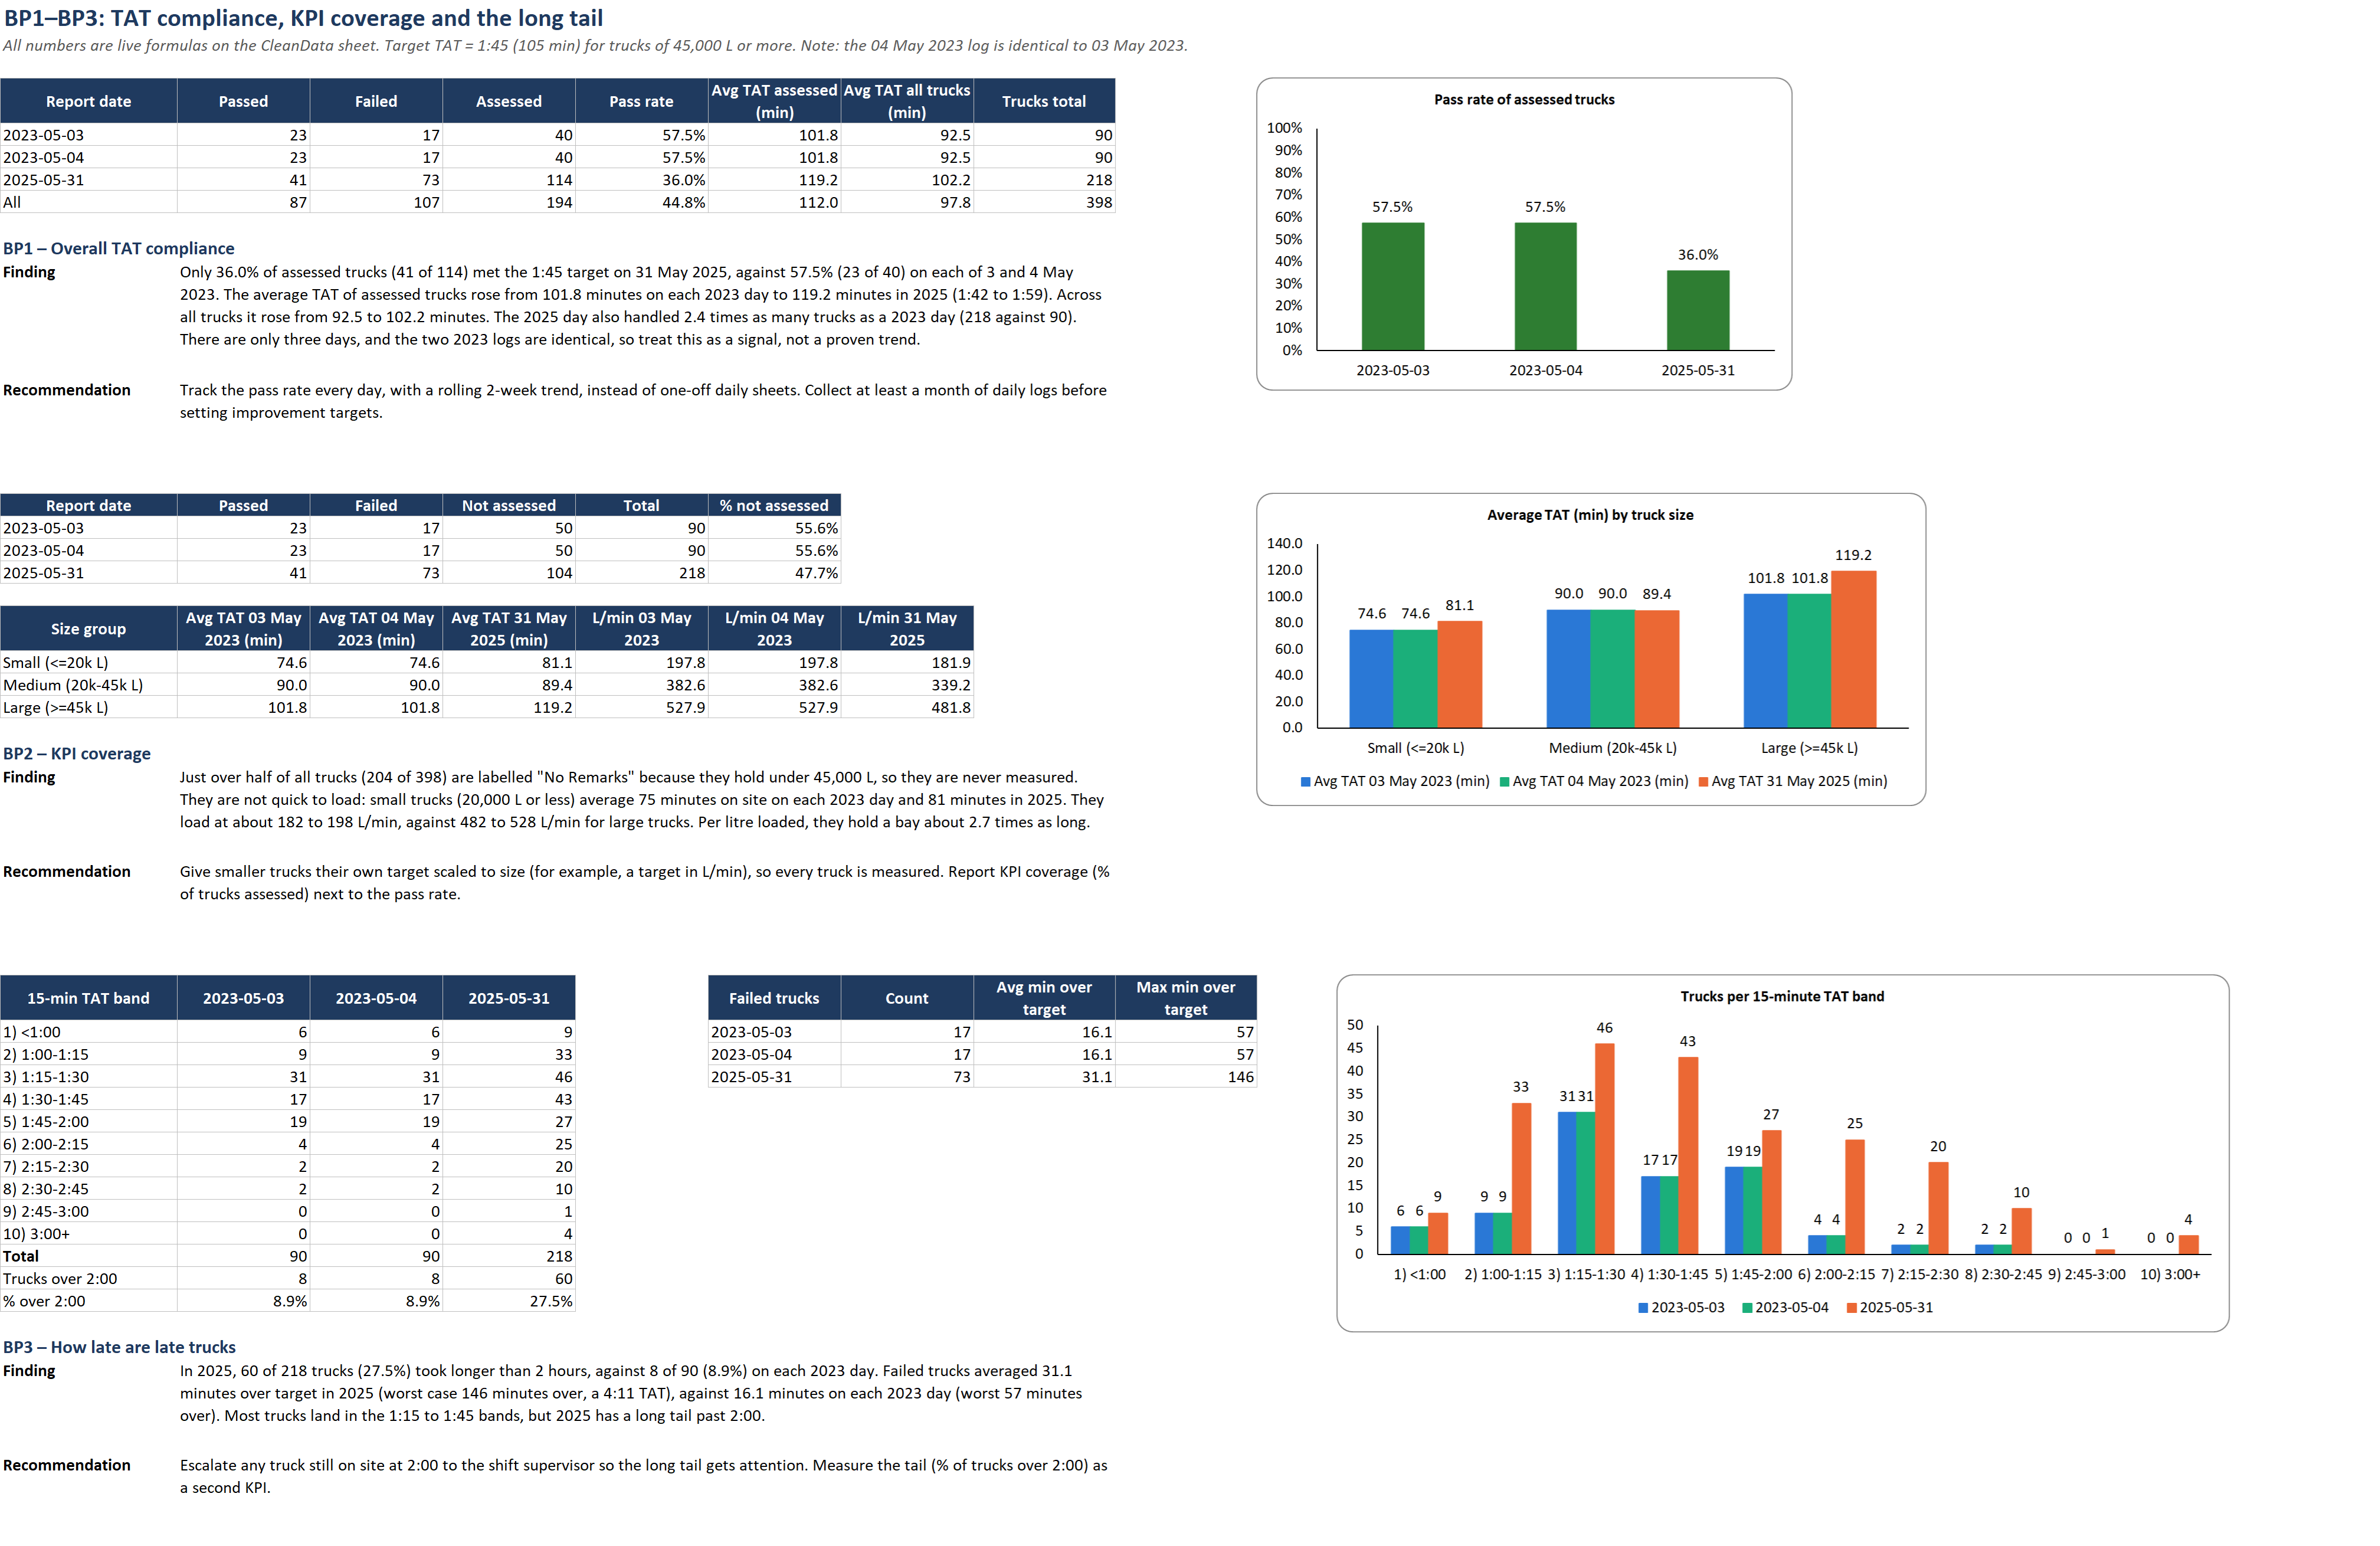 BP1–BP3: TAT compliance, KPI coverage and the long tail
All numbers are live formulas on the CleanData sheet. Target TAT = 1:45 (105 min) for trucks of 45,000 L or more. Note: the 04 May 2023 log is identical to 03 May 2023.
Report date Passed Failed Assessed Pass rate Avg TAT assessed (min) Avg TAT all trucks (min) Trucks total
2023-05-03 23 17 40 57.5% 101.8 92.5 90
2023-05-04 23 17 40 57.5% 101.8 92.5 90
2025-05-31 41 73 114 36.0% 119.2 102.2 218
All 87 107 194 44.8% 112.0 97.8 398
Pass rate of assessed trucks
100%
90%
80%
70%
60%
50%
40%
30%
20%
10%
0%
57.5% 57.5% 36.0%
2023-05-03 2023-05-04 2025-05-31
BP1 – Overall TAT compliance
Finding
Only 36.0% of assessed trucks (41 of 114) met the 1:45 target on 31 May 2025, against 57.5% (23 of 40) on each of 3 and 4 May
2023. The average TAT of assessed trucks rose from 101.8 minutes on each 2023 day to 119.2 minutes in 2025 (1:42 to 1:59). Across
all trucks it rose from 92.5 to 102.2 minutes. The 2025 day also handled 2.4 times as many trucks as a 2023 day (218 against 90).
There are only three days, and the two 2023 logs are identical, so treat this as a signal, not a proven trend.
Recommendation
Track the pass rate every day, with a rolling 2-week trend, instead of one-off daily sheets. Collect at least a month of daily logs before
setting improvement targets.
Report date Passed Failed Not assessed Total % not assessed
2023-05-03 23 17 50 90 55.6%
2023-05-04 23 17 50 90 55.6%
2025-05-31 41 73 104 218 47.7%
Size group Avg TAT 03 May 2023 (min) Avg TAT 04 May 2023 (min) Avg TAT 31 May 2025 (min) L/min 03 May 2023 L/min 04 May 2023 L/min 31 May 2025
Small (<=20k L) 74.6 74.6 81.1 197.8 197.8 181.9
Medium (20k-45k L) 90.0 90.0 89.4 382.6 382.6 339.2
Large (>=45k L) 101.8 101.8 119.2 527.9 527.9 481.8
Average TAT (min) by truck size
140.0
120.0
100.0
80.0
60.0
40.0
20.0
0.0
74.6 74.6 81.1 90.0 90.0 89.4 101.8 101.8 119.2
Small (<=20k L) Medium (20k-45k L) Large (>=45k L)
Avg TAT 03 May 2023 (min) Avg TAT 04 May 2023 (min) Avg TAT 31 May 2025 (min)
BP2 – KPI coverage
Finding
Just over half of all trucks (204 of 398) are labelled "No Remarks" because they hold under 45,000 L, so they are never measured.
They are not quick to load: small trucks (20,000 L or less) average 75 minutes on site on each 2023 day and 81 minutes in 2025. They
load at about 182 to 198 L/min, against 482 to 528 L/min for large trucks. Per litre loaded, they hold a bay about 2.7 times as long.
Recommendation
Give smaller trucks their own target scaled to size (for example, a target in L/min), so every truck is measured. Report KPI coverage (%
of trucks assessed) next to the pass rate.
15-min TAT band 2023-05-03 2023-05-04 2025-05-31
1) <1:00 6 6 9
2) 1:00-1:15 9 9 33
3) 1:15-1:30 31 31 46
4) 1:30-1:45 17 17 43
5) 1:45-2:00 19 19 27
6) 2:00-2:15 4 4 25
7) 2:15-2:30 2 2 20
8) 2:30-2:45 2 2 10
9) 2:45-3:00 0 0 1
10) 3:00+ 0 0 4
Total 90 90 218
Trucks over 2:00 8 8 60
% over 2:00 8.9% 8.9% 27.5%
Failed trucks Count Avg min over target Max min over target
2023-05-03 17 16.1 57
2023-05-04 17 16.1 57
2025-05-31 73 31.1 146
Trucks per 15-minute TAT band
50
45
40
35
30
25
20
15
10
5
0
6 6 9 9 9 33 31 31 46 17 17 43 19 19 27 4 4 25 2 2 20 2 2 10 0 0 1 0 0 4
1) <1:00 2) 1:00-1:15 3) 1:15-1:30 4) 1:30-1:45 5) 1:45-2:00 6) 2:00-2:15 7) 2:15-2:30 8) 2:30-2:45 9) 2:45-3:00 10) 3:00+
2023-05-03 2023-05-04 2025-05-31
BP3 – How late are late trucks
Finding
In 2025, 60 of 218 trucks (27.5%) took longer than 2 hours, against 8 of 90 (8.9%) on each 2023 day. Failed trucks averaged 31.1
minutes over target in 2025 (worst case 146 minutes over, a 4:11 TAT), against 16.1 minutes on each 2023 day (worst 57 minutes
over). Most trucks land in the 1:15 to 1:45 bands, but 2025 has a long tail past 2:00.
Recommendation
Escalate any truck still on site at 2:00 to the shift supervisor so the long tail gets attention. Measure the tail (% of trucks over 2:00) as
a second KPI.